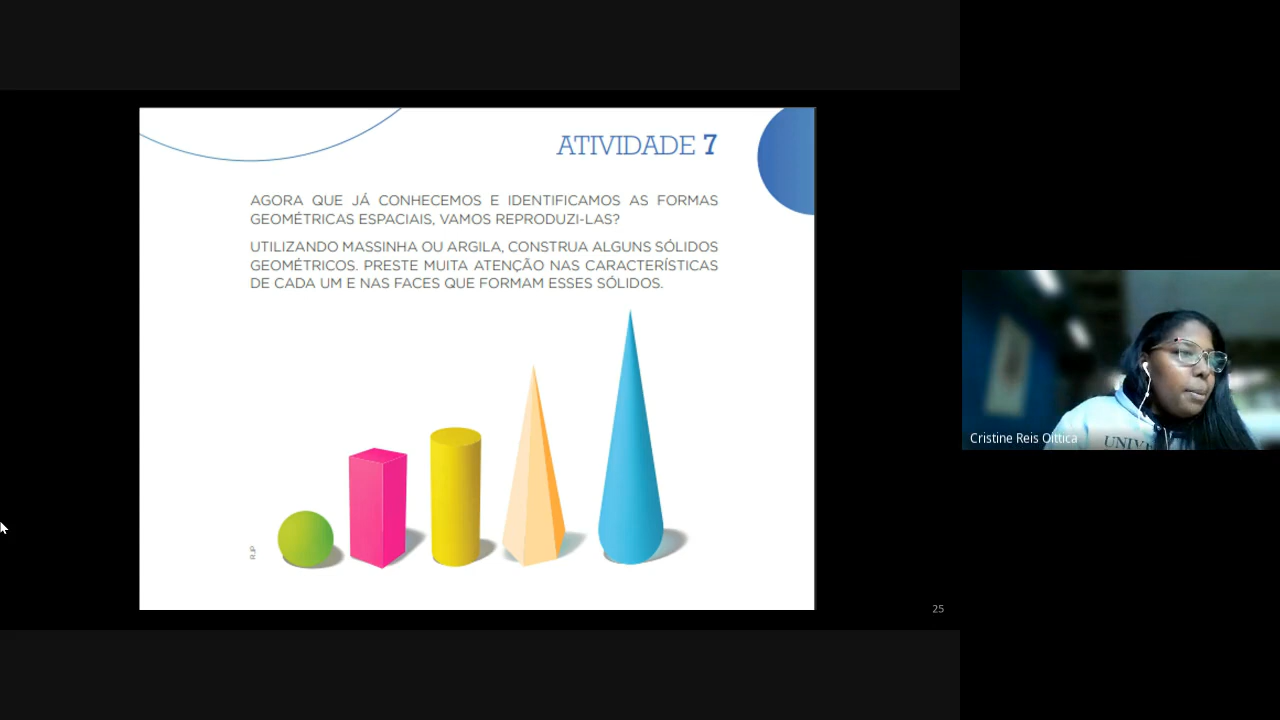 ATIVIDADE 7
AGORA QUE JÁ CONHECEMOS E IDENTIFICAMOS AS FORMAS
GEOMÉTRICAS ESPACIAIS, VAMOS REPRODUZI-LAS?
UTILIZANDO MASSINHA OU ARGILA, CONSTRUA ALGUNS SÓLIDOS
GEOMÉTRICOS. PRESTE MUITA ATENÇÃO NAS CARACTERÍSTICAS
DE CADA UM E NAS FACES QUE FORMAM ESSES SÓLIDOS.
RJP
25
Cristine Reis Oittica
UNIVE